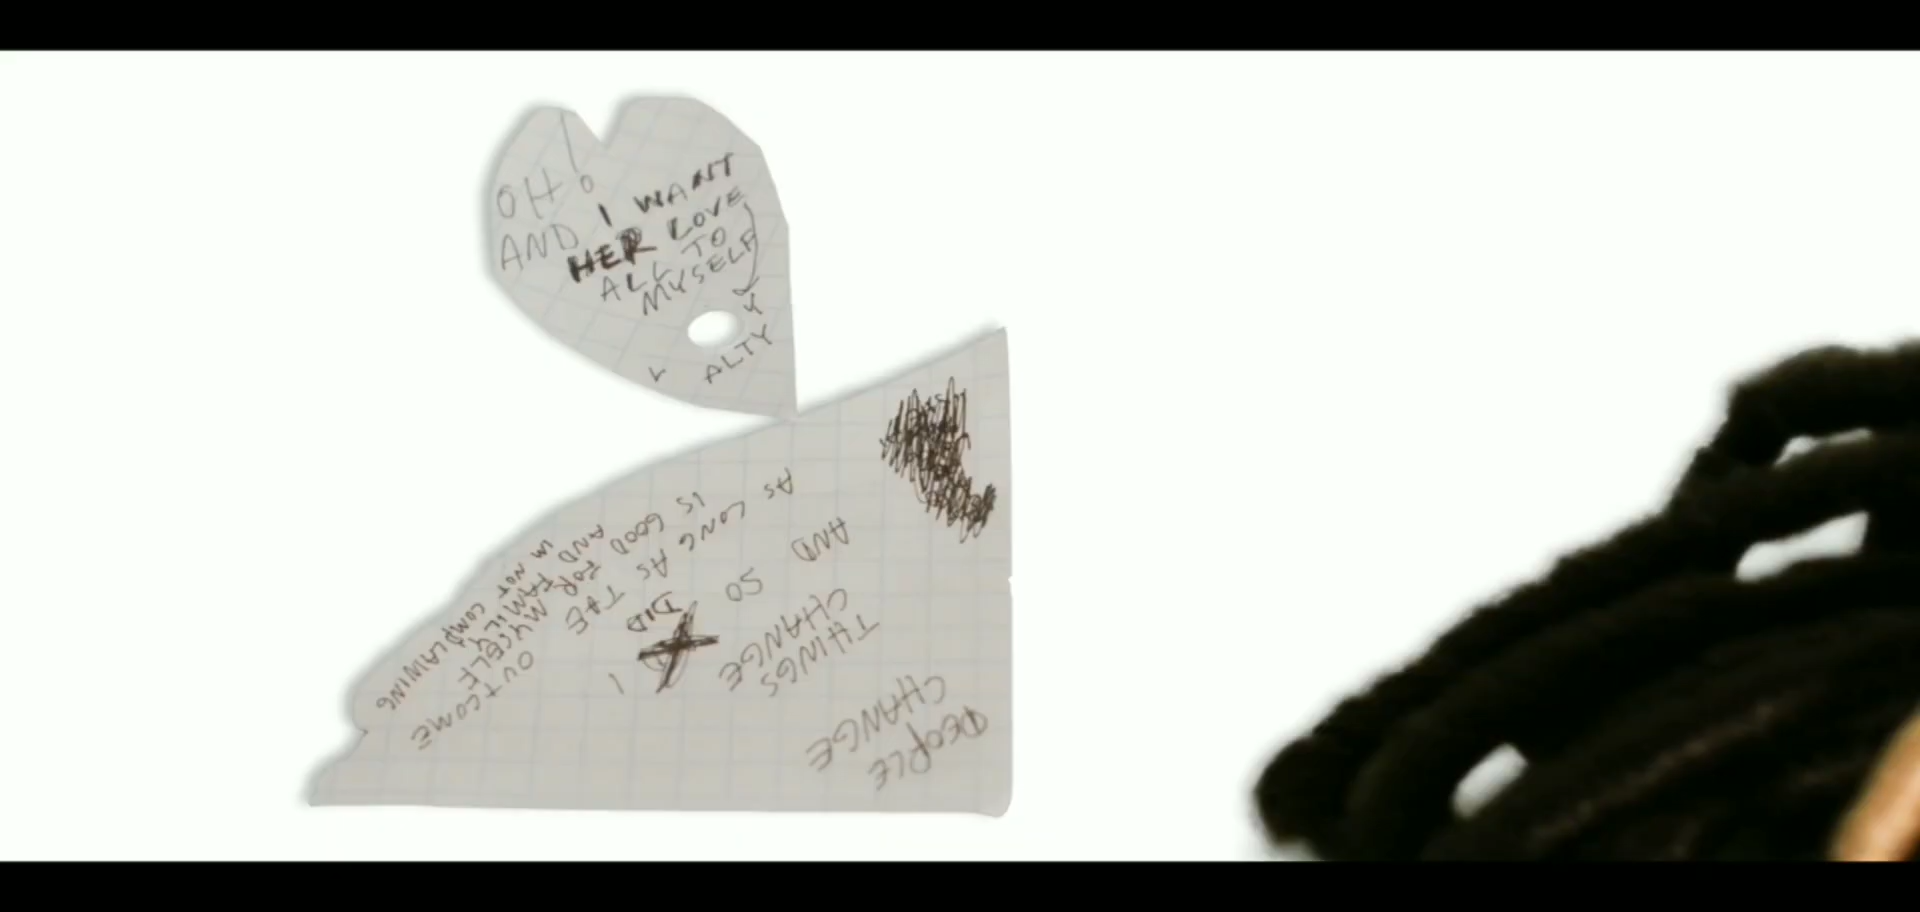 OH!
AND I WANT
HER LOVE
ALL TO
MYSELF
Y
ALTY
L
PEOPLE
CHANGE
THINGS
CHANGE
AND SO
DID
I
AS LONG AS THE OUTCOME
IS GOOD FOR MYSELF
AND FAMILY
IM NOT COMPLAINING